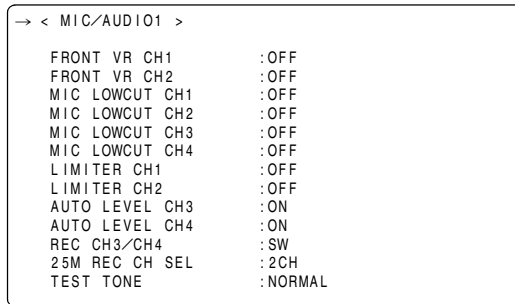 → < MIC/AUDIO1 >
FRONT VR CH1 :OFF
FRONT VR CH2 :OFF
MIC LOWCUT CH1 :OFF
MIC LOWCUT CH2 :OFF
MIC LOWCUT CH3 :OFF
MIC LOWCUT CH4 :OFF
LIMITER CH1 :OFF
LIMITER CH2 :OFF
AUTO LEVEL CH3 :ON
AUTO LEVEL CH4 :ON
REC CH3/CH4 :SW
25M REC CH SEL :2CH
TEST TONE :NORMAL